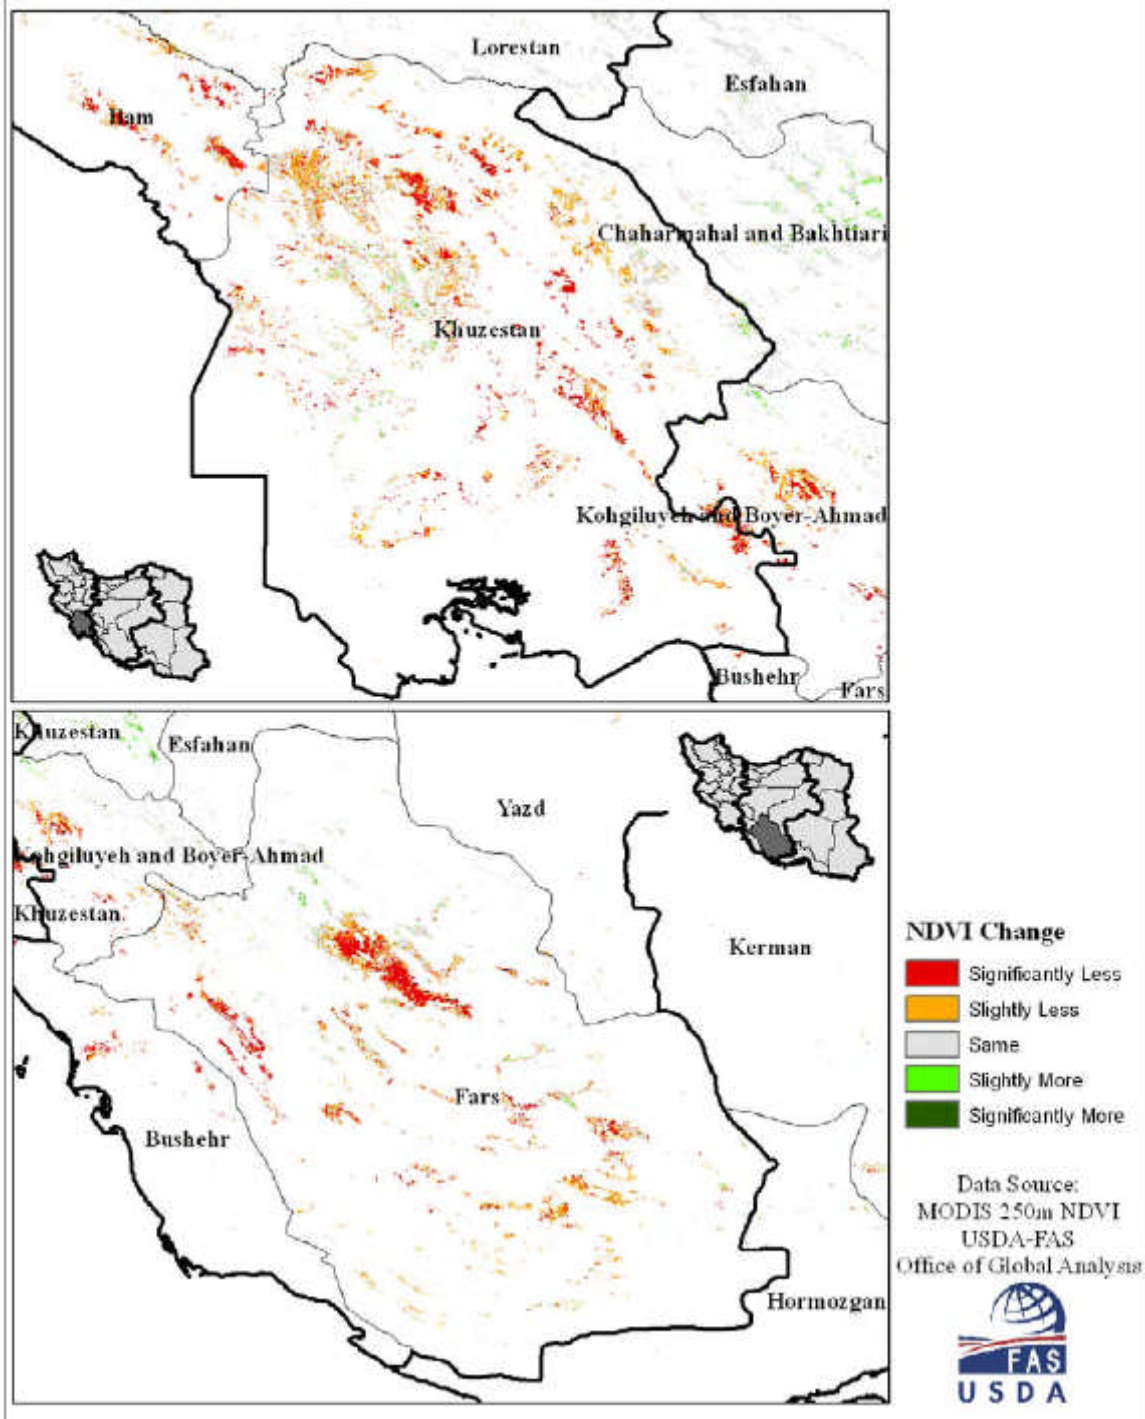 Lorestan
Esfahan
Ilam
Chaharmahal and Bakhtiari
Khuzestan
Kohgiluyeh and Boyer-Ahmad
Bushehr
Fars
Khuzestan
Esfahan
Yazd
Kohgiluyeh and Boyer-Ahmad
Khuzestan
Kerman
Fars
Bushehr
Hormozgan
NDVI Change
Significantly Less
Slightly Less
Same
Slightly More
Significantly More
Data Source:
MODIS 250m NDVI
USDA-FAS
Office of Global Analysis
FAS
USDA